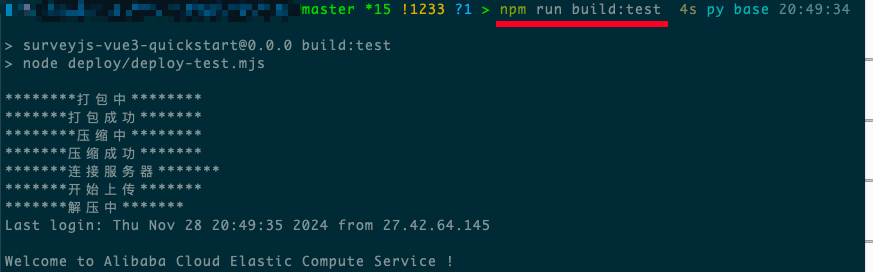 master *15 !1233 ?1 > npm run build:test 4s py base 20:49:34
> surveyjs-vue3-quickstart@0.0.0 build:test
> node deploy/deploy-test.mjs
********打包中********
*******打包成功*******
********压缩中********
*******压缩成功*******
*******连接服务器*******
*******开始上传*******
*******解压中*******
Last login: Thu Nov 28 20:49:35 2024 from 27.42.64.145
Welcome to Alibaba Cloud Elastic Compute Service !